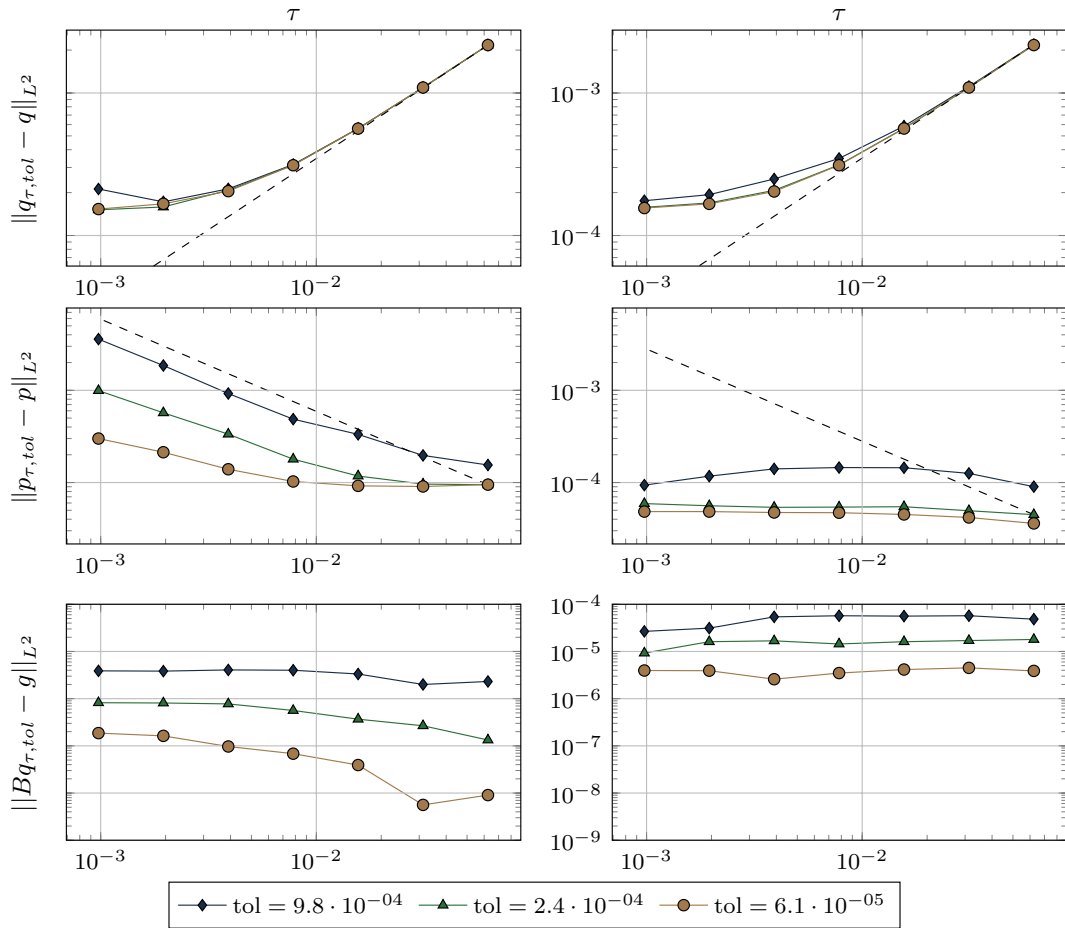 τ τ
||q_{τ,tol} − q||_{L^2}
10^{−3}
10^{−4}
10^{−3} 10^{−2} 10^{−3} 10^{−2}
||p_{τ,tol} − p||_{L^2}
10^{−3}
10^{−4}
10^{−3} 10^{−2} 10^{−3} 10^{−2}
||Bq_{τ,tol} − g||_{L^2}
10^{−4}
10^{−5}
10^{−6}
10^{−7}
10^{−8}
10^{−9}
10^{−3} 10^{−2} 10^{−3} 10^{−2}
tol = 9.8 · 10^{−04} tol = 2.4 · 10^{−04} tol = 6.1 · 10^{−05}